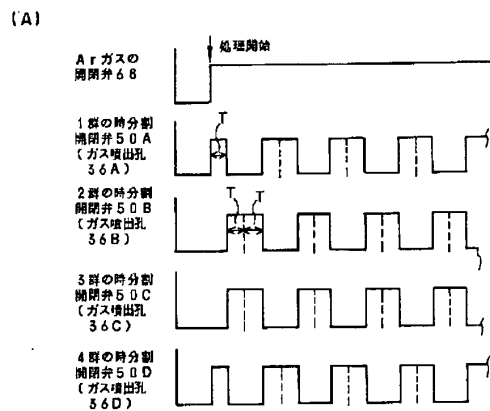 (A)
処理開始
Arガスの
開閉弁68
1群の時分割
開閉弁50A
(ガス噴出孔
36A)
T
2群の時分割
開閉弁50B
(ガス噴出孔
36B)
T T
3群の時分割
開閉弁50C
(ガス噴出孔
36C)
4群の時分割
開閉弁50D
(ガス噴出孔
36D)